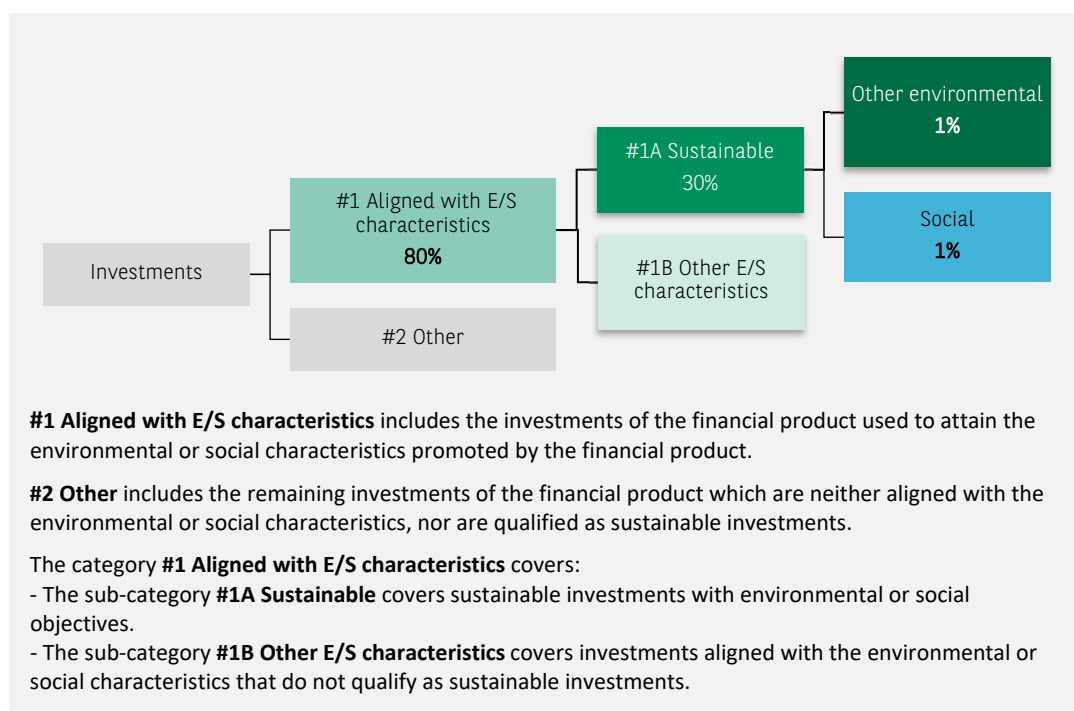 Other environmental
1%
#1A Sustainable
30%
#1 Aligned with E/S
characteristics
80%
Social
1%
Investments
#1B Other E/S
characteristics
#2 Other
#1 Aligned with E/S characteristics includes the investments of the financial product used to attain the
environmental or social characteristics promoted by the financial product.
#2 Other includes the remaining investments of the financial product which are neither aligned with the
environmental or social characteristics, nor are qualified as sustainable investments.
The category #1 Aligned with E/S characteristics covers:
- The sub-category #1A Sustainable covers sustainable investments with environmental or social
objectives.
- The sub-category #1B Other E/S characteristics covers investments aligned with the environmental or
social characteristics that do not qualify as sustainable investments.